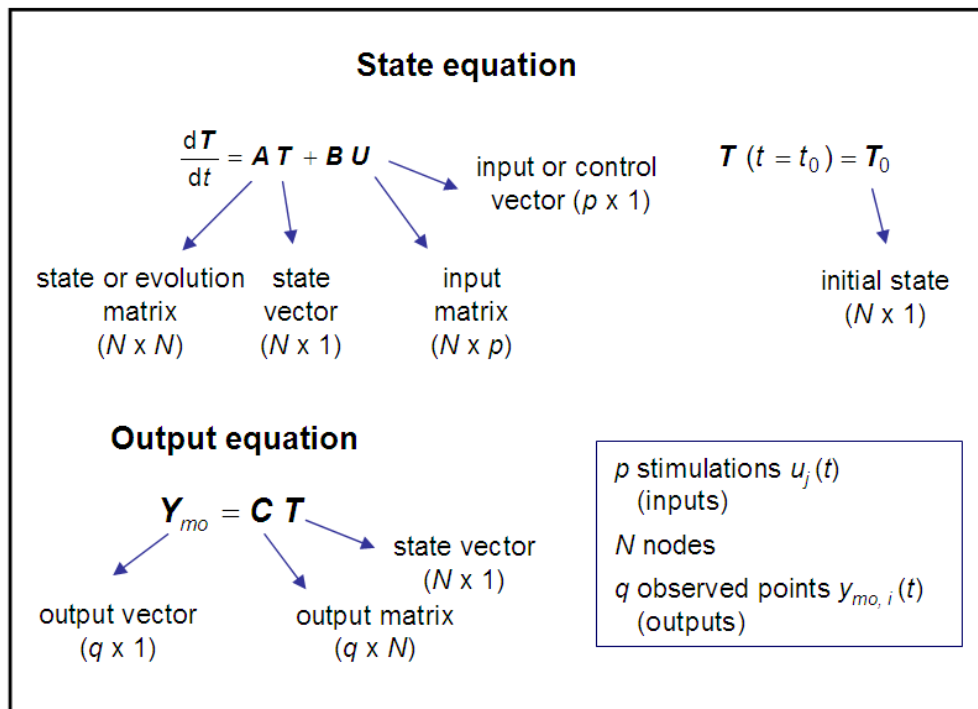 State equation
dT/dt = A T + B U
T (t = t₀) = T₀
input or control
vector (p x 1)
state or evolution
matrix
(N x N)
state
vector
(N x 1)
input
matrix
(N x p)
initial state
(N x 1)
Output equation
Yₘₒ = C T
state vector
(N x 1)
output vector
(q x 1)
output matrix
(q x N)
p stimulations uⱼ (t)
(inputs)
N nodes
q observed points y_{mo, i} (t)
(outputs)